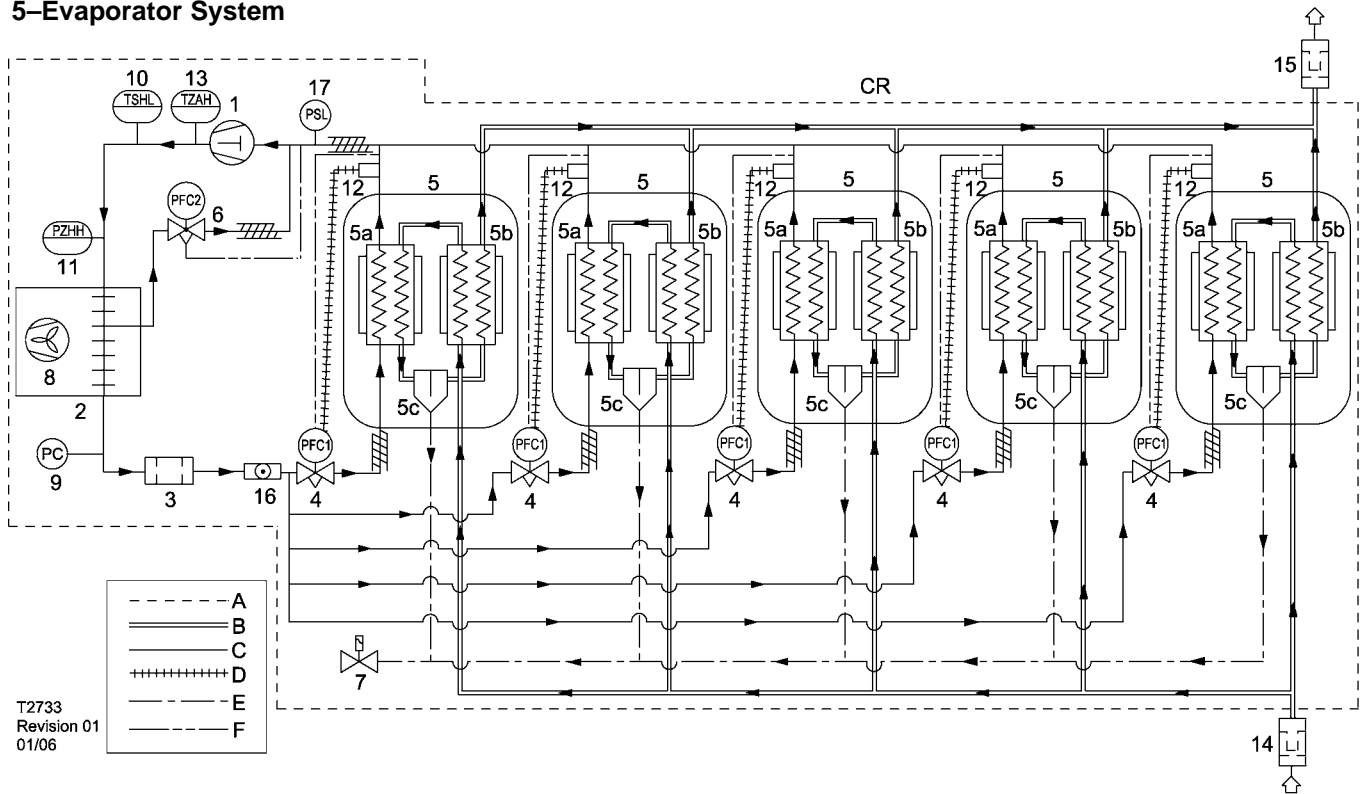 5–Evaporator System
10 13 17 15
CR
TSHL TZAH 1 PSL
12 5 12 5 12 5 12 5 12 5
PFC2 6
5a 5b 5a 5b 5a 5b 5a 5b 5a 5b
PZHH
11
8
2
5c 5c 5c 5c 5c
PC PFC1 PFC1 PFC1 PFC1 PFC1
9 3 16 4 4 4 4 4
A
B
C
D
E
F
7
T2733
Revision 01
01/06
14